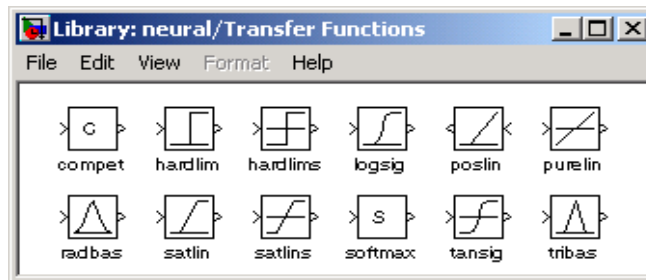 Library: neural/Transfer Functions
File Edit View Format Help
C
compet hardlim hardlims logsig poslin purelin
S
radbas satlin satlins softmax tansig tribas